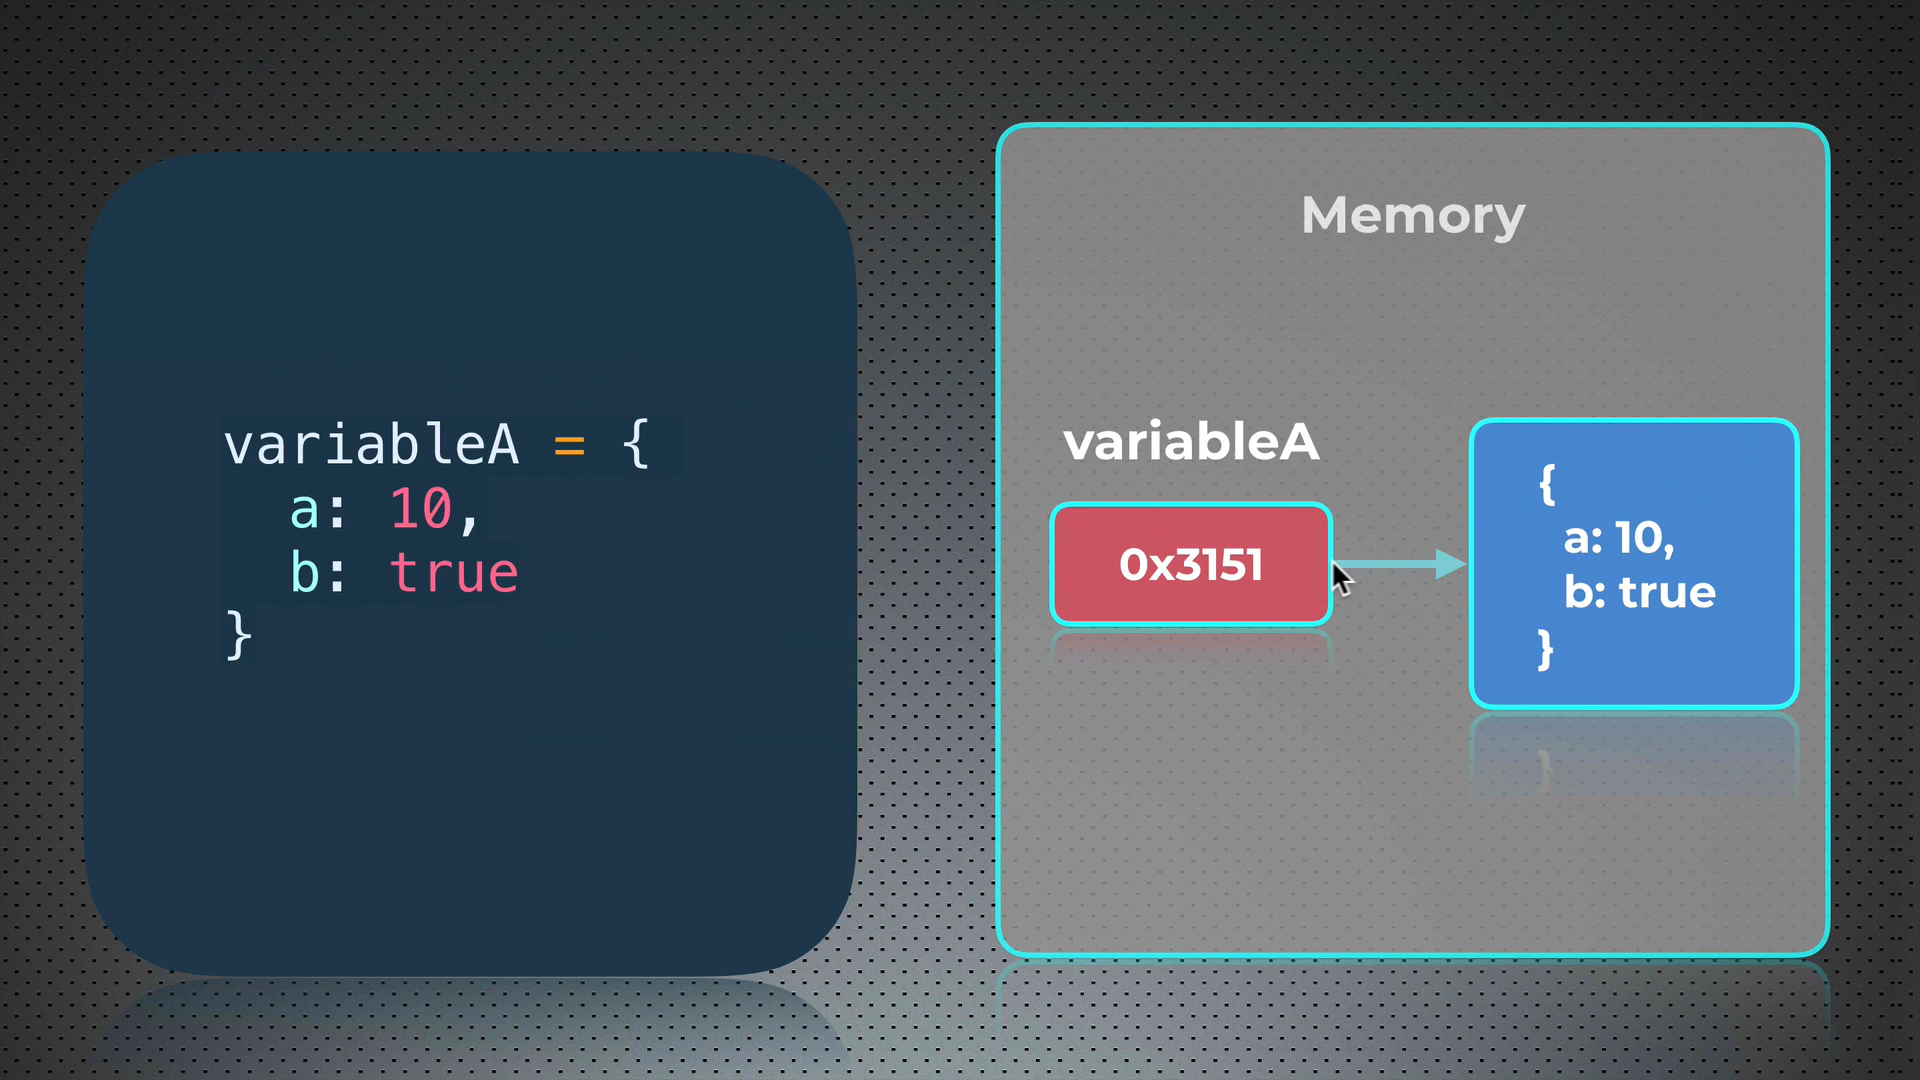 variableA = {
  a: 10,
  b: true
}
Memory
variableA
0x3151
{
  a: 10,
  b: true
}